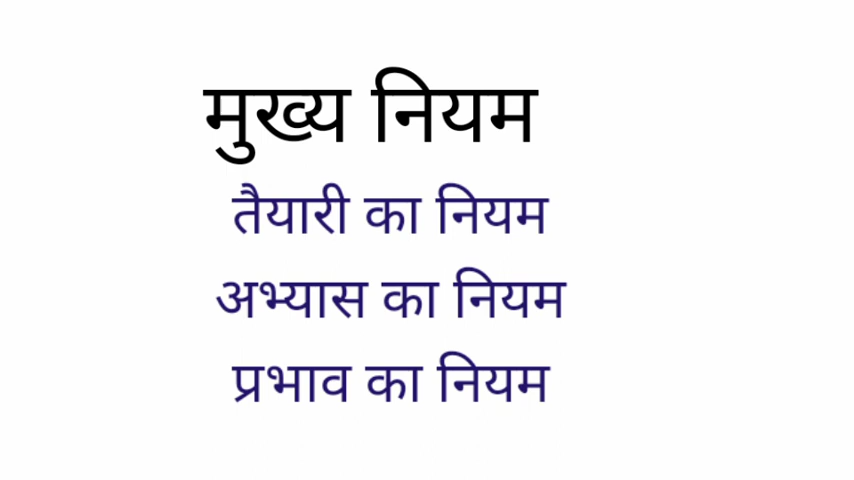 मुख्य नियम
तैयारी का नियम
अभ्यास का नियम
प्रभाव का नियम